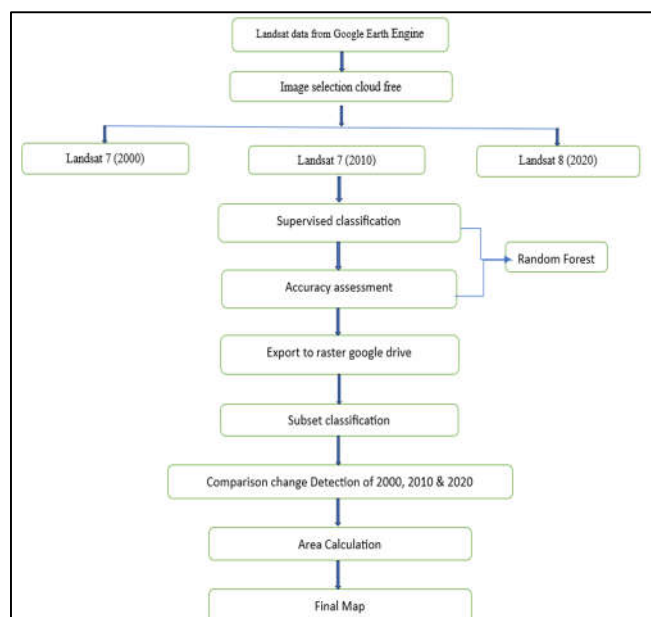 Landsat data from Google Earth Engine
Image selection cloud free
Landsat 7 (2000)
Landsat 7 (2010)
Landsat 8 (2020)
Supervised classification
Random Forest
Accuracy assessment
Export to raster google drive
Subset classification
Comparison change Detection of 2000, 2010 & 2020
Area Calculation
Final Map